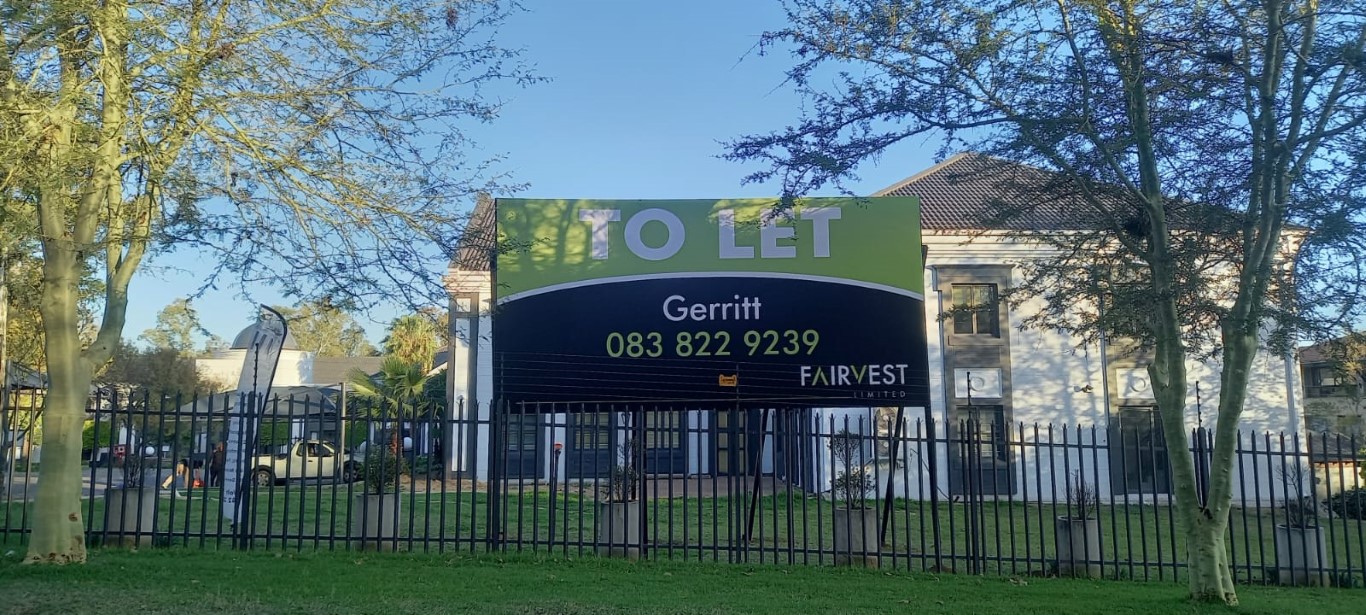 TO LET
Gerritt
083 822 9239
FAIRVEST
LIMITED